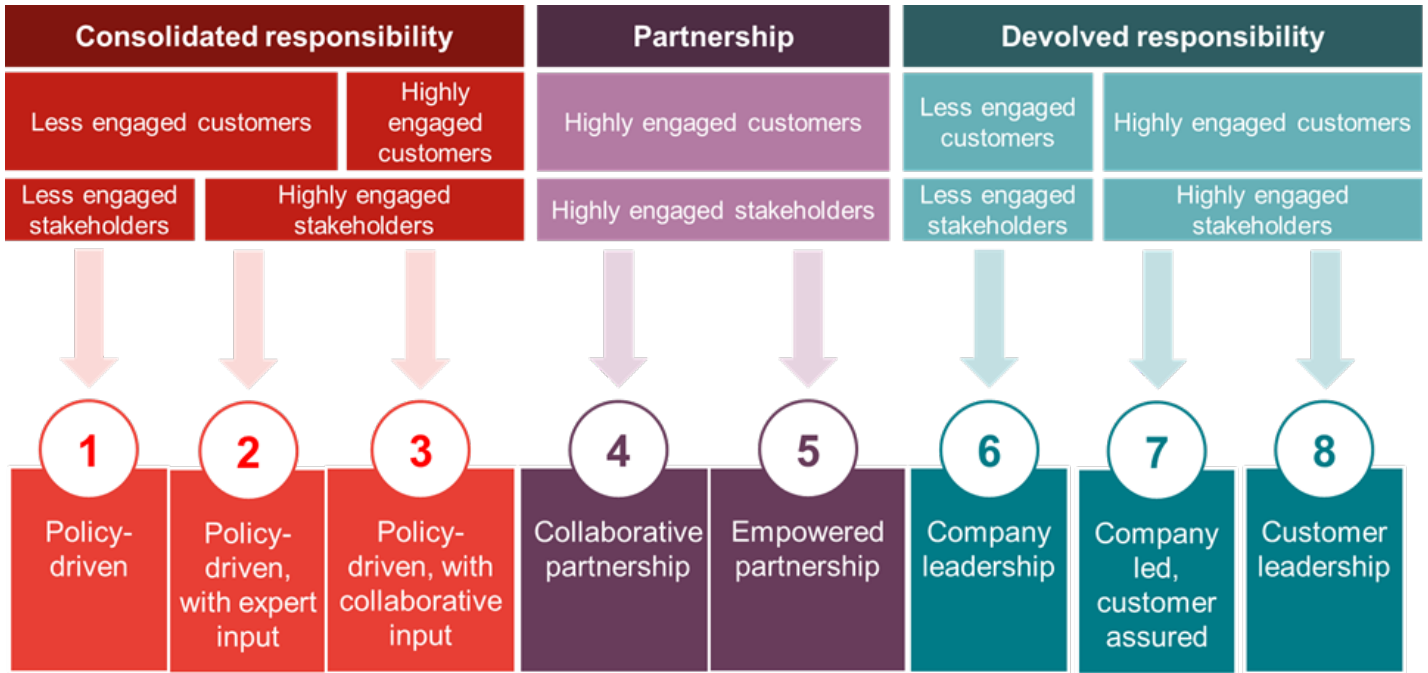 Consolidated responsibility
Partnership
Devolved responsibility
Less engaged customers
Highly
engaged
customers
Highly engaged customers
Less engaged
customers
Highly engaged customers
Less engaged
stakeholders
Highly engaged
stakeholders
Highly engaged stakeholders
Less engaged
stakeholders
Highly engaged
stakeholders
1
2
3
4
5
6
7
8
Policy-
driven
Policy-
driven,
with expert
input
Policy-
driven, with
collaborative
input
Collaborative
partnership
Empowered
partnership
Company
leadership
Company
led,
customer
assured
Customer
leadership